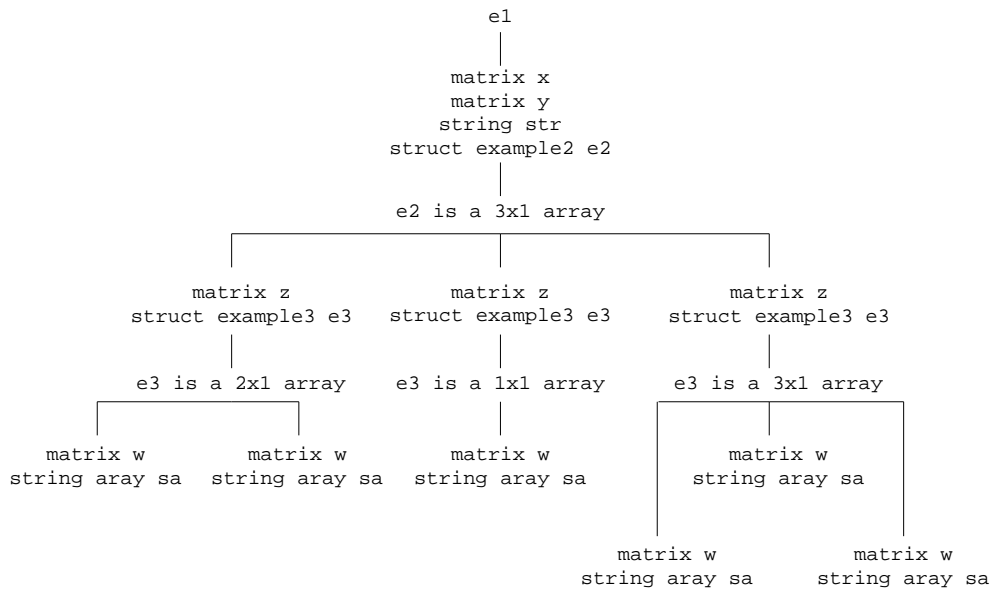 e1
matrix x
matrix y
string str
struct example2 e2
e2 is a 3x1 array
matrix z
struct example3 e3
matrix z
struct example3 e3
matrix z
struct example3 e3
e3 is a 2x1 array
e3 is a 1x1 array
e3 is a 3x1 array
matrix w
string aray sa
matrix w
string aray sa
matrix w
string aray sa
matrix w
string aray sa
matrix w
string aray sa
matrix w
string aray sa